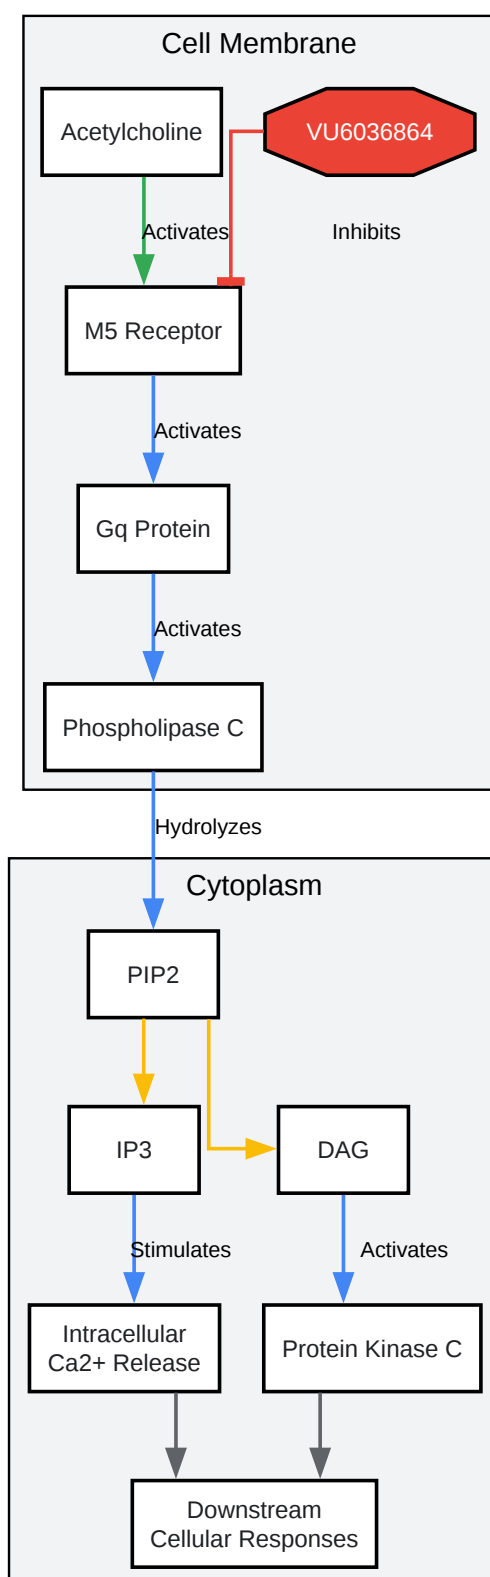 Cell Membrane
Acetylcholine
VU6036864
Activates
Inhibits
M5 Receptor
Activates
Gq Protein
Activates
Phospholipase C
Hydrolyzes
Cytoplasm
PIP2
IP3
DAG
Stimulates
Activates
Intracellular
Ca2+ Release
Protein Kinase C
Downstream
Cellular Responses